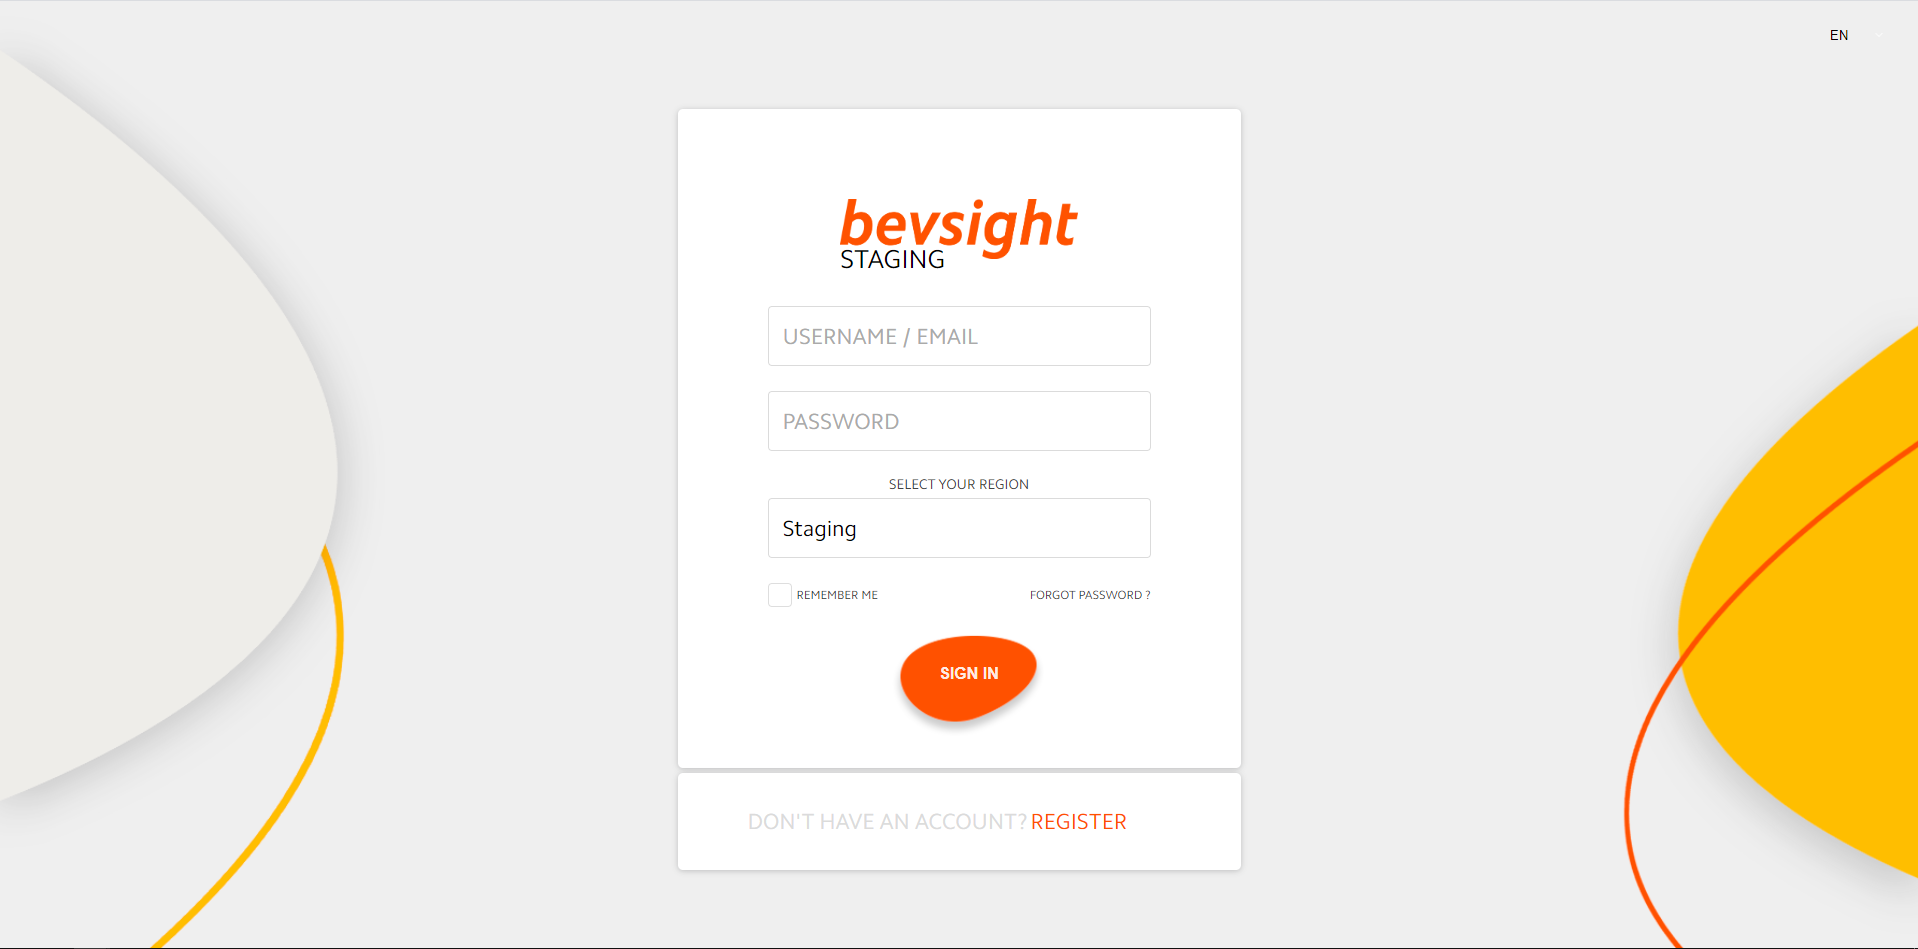 EN
bevsight
STAGING
USERNAME / EMAIL
PASSWORD
SELECT YOUR REGION
Staging
REMEMBER ME
FORGOT PASSWORD ?
SIGN IN
DON'T HAVE AN ACCOUNT? REGISTER